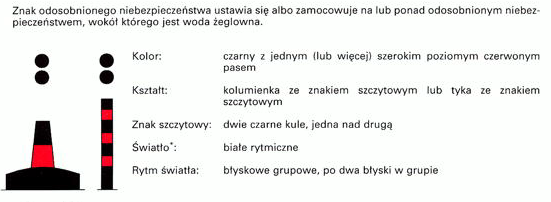 Znak odosobnionego niebezpieczeństwa ustawia się albo zamocowuje na lub ponad odosobnionym niebez-
pieczeństwem, wokół którego jest woda żeglowna.
Kolor: czarny z jednym (lub więcej) szerokim poziomym czerwonym
pasem
Kształt: kolumienka ze znakiem szczytowym lub tyka ze znakiem
szczytowym
Znak szczytowy: dwie czarne kule, jedna nad drugą
Światło*: białe rytmiczne
Rytm światła: błyskowe grupowe, po dwa błyski w grupie